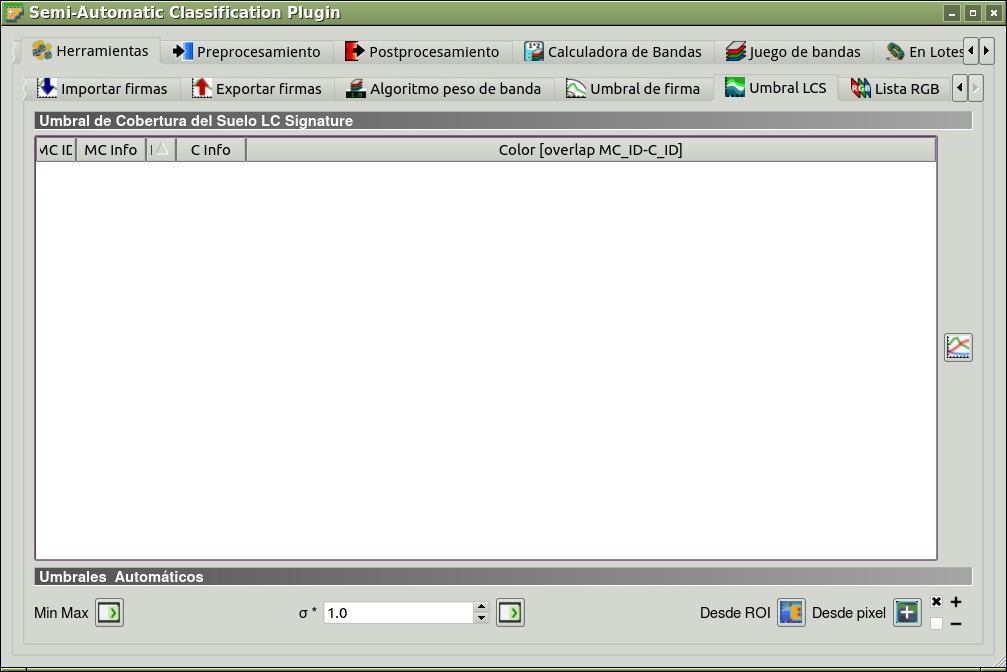 Semi-Automatic Classification Plugin
Herramientas Preprocesamiento Postprocesamiento Calculadora de Bandas Juego de bandas En Lotes
Importar firmas Exportar firmas Algoritmo peso de banda Umbral de firma Umbral LCS Lista RGB
Umbral de Cobertura del Suelo LC Signature
MC Info C Info Color [overlap MC_ID-C_ID]
Umbrales Automáticos
Min Max σ * 1.0 Desde ROI Desde pixel